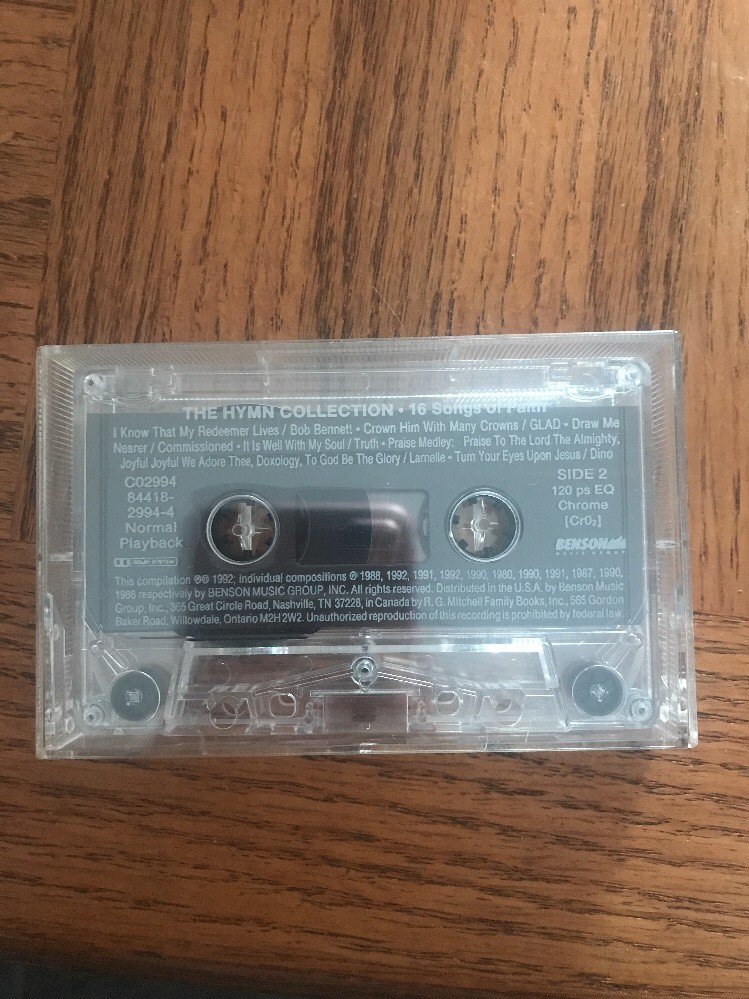 THE HYMN COLLECTION • 16 Songs of Faith
I Know That My Redeemer Lives / Bob Bennett • Crown Him With Many Crowns / GLAD • Draw Me
Nearer / Commissioned • It Is Well With My Soul / Truth • Praise Medley: Praise To The Lord The Almighty,
Joyful Joyful We Adore Thee, Doxology, To God Be The Glory / Larnelle • Turn Your Eyes Upon Jesus / Dino
C02994
84418-
2994-4
Normal
Playback
SIDE 2
120 ps EQ
Chrome
[Cr0₂]
BENSON
This compilation ℗© 1992; individual compositions ℗ 1988, 1992, 1991, 1992, 1990, 1980, 1990, 1991, 1987, 1990,
1988 respectively by BENSON MUSIC GROUP, INC. All rights reserved. Distributed in the U.S.A. by Benson Music
Group, Inc., 365 Great Circle Road, Nashville, TN 37228, in Canada by R. G. Mitchell Family Books, Inc., 565 Gordon
Baker Road, Willowdale, Ontario M2H 2W2. Unauthorized reproduction of this recording is prohibited by federal law